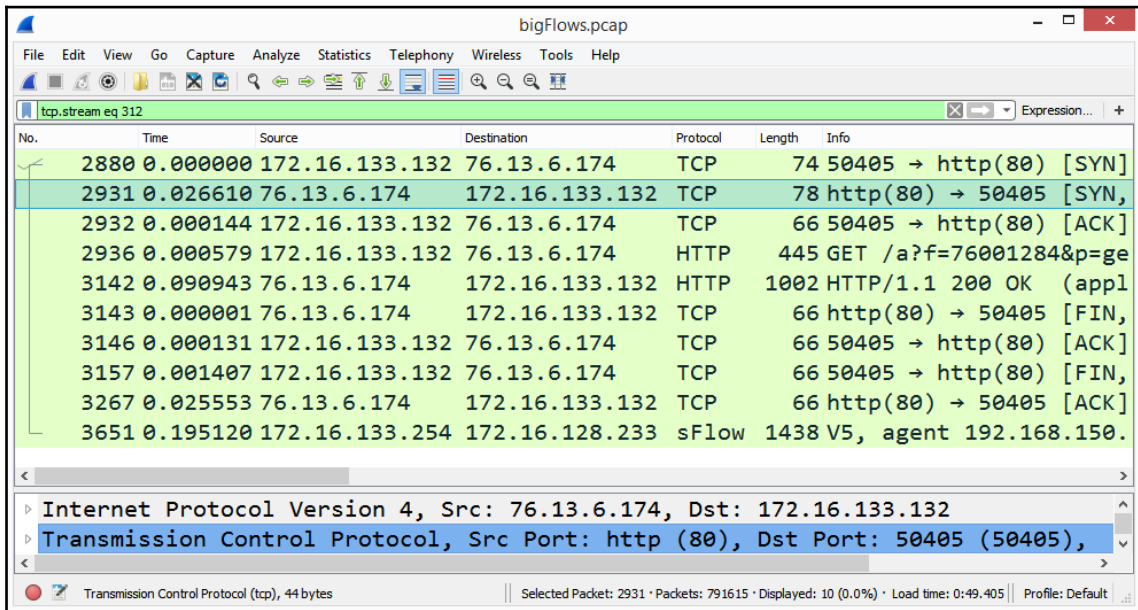 bigFlows.pcap
File Edit View Go Capture Analyze Statistics Telephony Wireless Tools Help
tcp.stream eq 312 Expression... +
No. Time Source Destination Protocol Length Info
2880 0.000000 172.16.133.132 76.13.6.174 TCP 74 50405 → http(80) [SYN]
2931 0.026610 76.13.6.174 172.16.133.132 TCP 78 http(80) → 50405 [SYN,
2932 0.000144 172.16.133.132 76.13.6.174 TCP 66 50405 → http(80) [ACK]
2936 0.000579 172.16.133.132 76.13.6.174 HTTP 445 GET /a?f=76001284&p=ge
3142 0.090943 76.13.6.174 172.16.133.132 HTTP 1002 HTTP/1.1 200 OK (appl
3143 0.000001 76.13.6.174 172.16.133.132 TCP 66 http(80) → 50405 [FIN,
3146 0.000131 172.16.133.132 76.13.6.174 TCP 66 50405 → http(80) [ACK]
3157 0.001407 172.16.133.132 76.13.6.174 TCP 66 50405 → http(80) [FIN,
3267 0.025553 76.13.6.174 172.16.133.132 TCP 66 http(80) → 50405 [ACK]
3651 0.195120 172.16.133.254 172.16.128.233 sFlow 1438 V5, agent 192.168.150.
Internet Protocol Version 4, Src: 76.13.6.174, Dst: 172.16.133.132
Transmission Control Protocol, Src Port: http (80), Dst Port: 50405 (50405),
Transmission Control Protocol (tcp), 44 bytes Selected Packet: 2931 · Packets: 791615 · Displayed: 10 (0.0%) · Load time: 0:49.405 Profile: Default